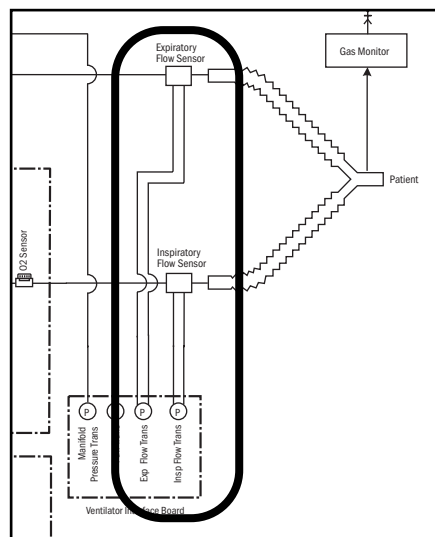 Expiratory
Flow Sensor
Gas Monitor
Patient
O2 Sensor
Inspiratory
Flow Sensor
P
P
P
Manifold
Pressure Trans
Exp Flow Trans
Insp Flow Trans
Ventilator Interface Board